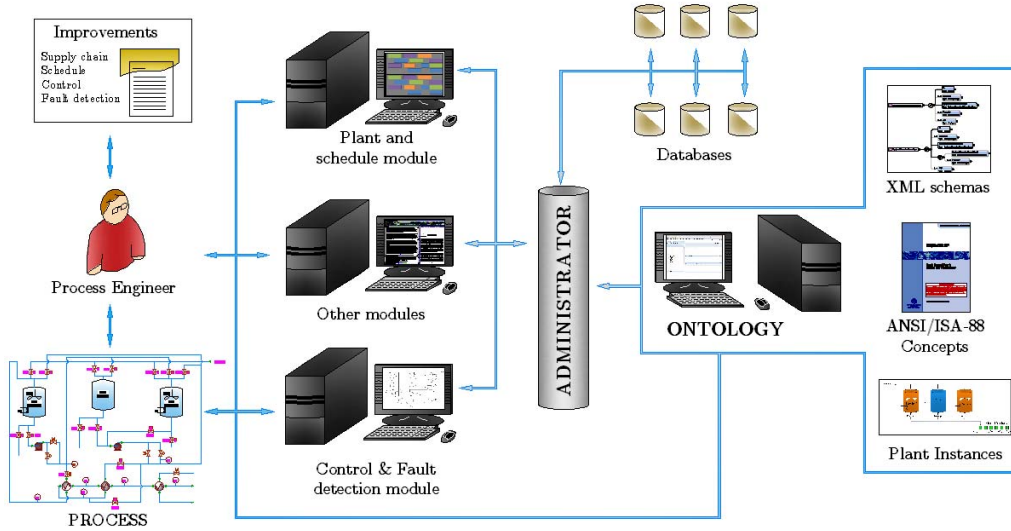 Improvements
Supply chain
Schedule
Control
Fault detection
Process Engineer
PROCESS
Plant and
schedule module
Other modules
Control & Fault
detection module
Databases
ADMINISTRATOR
ONTOLOGY
XML schemas
ANSI/ISA-88
Concepts
Plant Instances